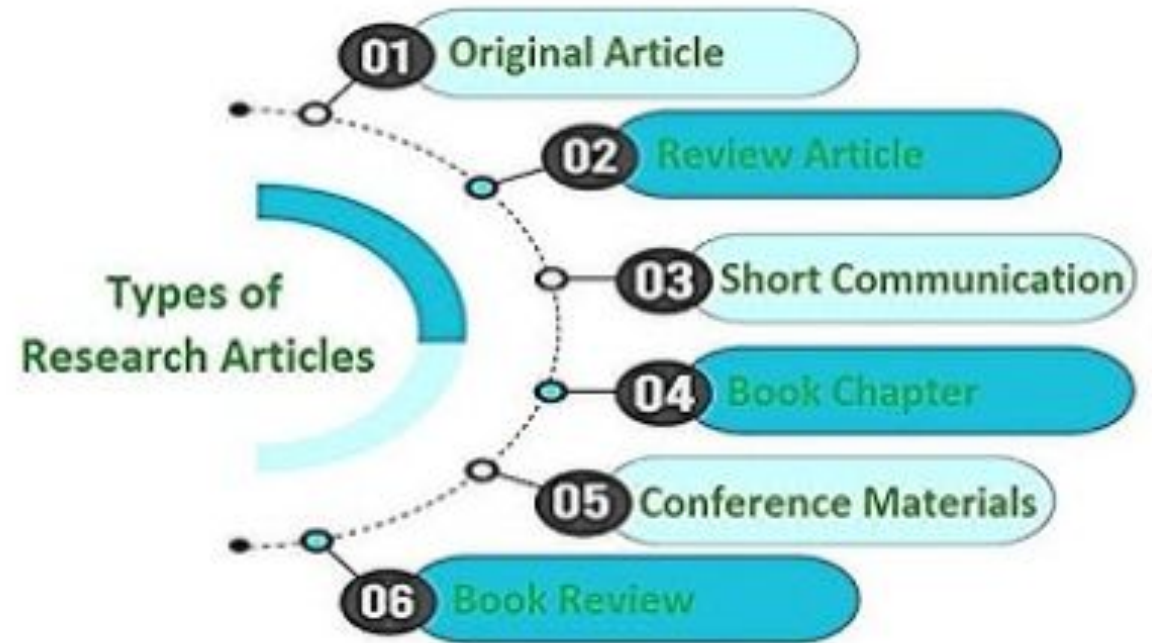 Types of
Research Articles
01 Original Article
02 Review Article
03 Short Communication
04 Book Chapter
05 Conference Materials
06 Book Review